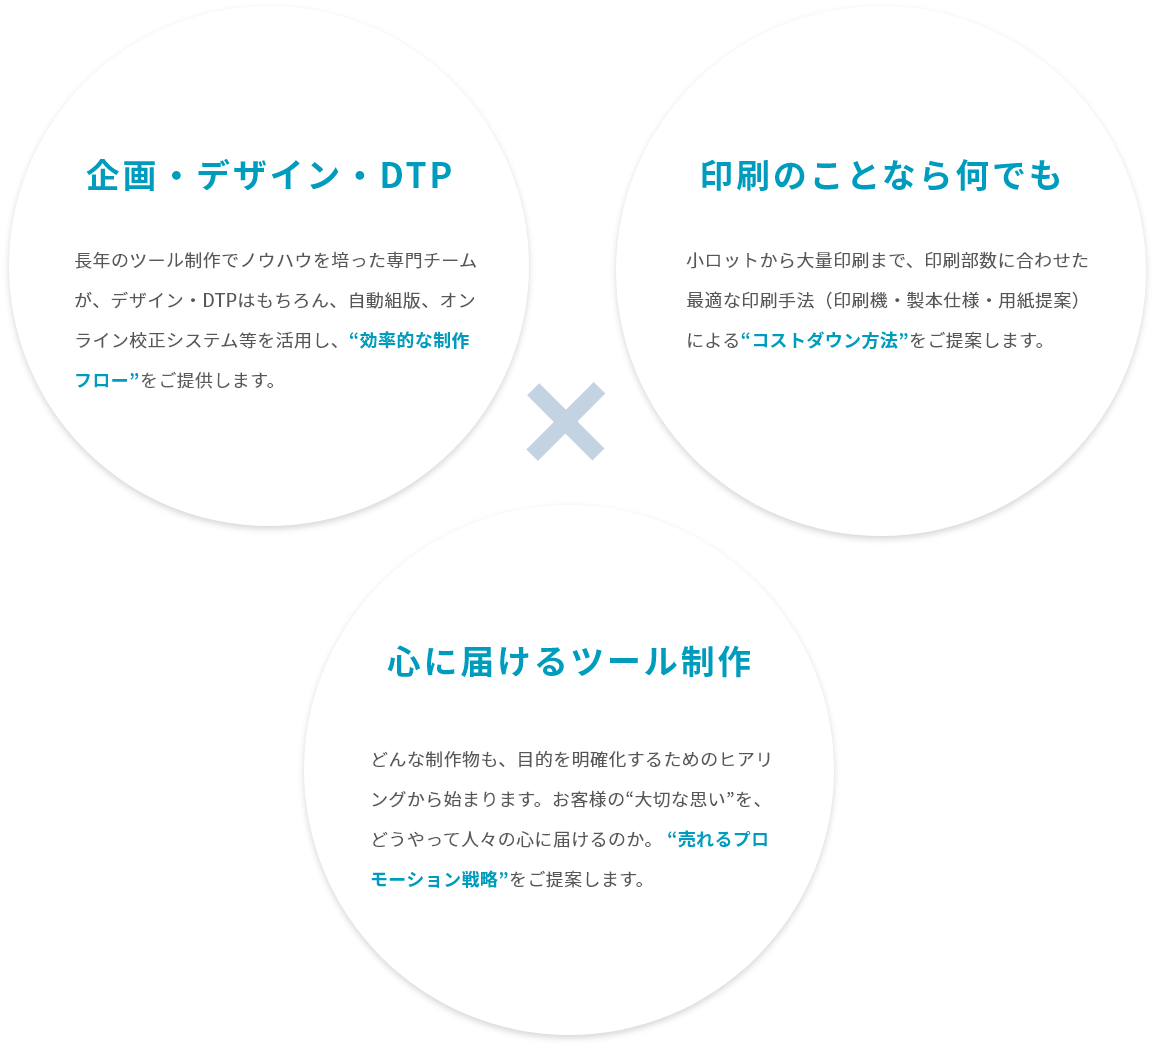 企画・デザイン・DTP
長年のツール制作でノウハウを培った専門チーム
が、デザイン・DTPはもちろん、自動組版、オン
ライン校正システム等を活用し、“効率的な制作
フロー”をご提供します。
印刷のことなら何でも
小ロットから大量印刷まで、印刷部数に合わせた
最適な印刷手法（印刷機・製本仕様・用紙提案）
による“コストダウン方法”をご提案します。
心に届けるツール制作
どんな制作物も、目的を明確化するためのヒアリ
ングから始まります。お客様の“大切な思い”を、
どうやって人々の心に届けるのか。 “売れるプロ
モーション戦略”をご提案します。